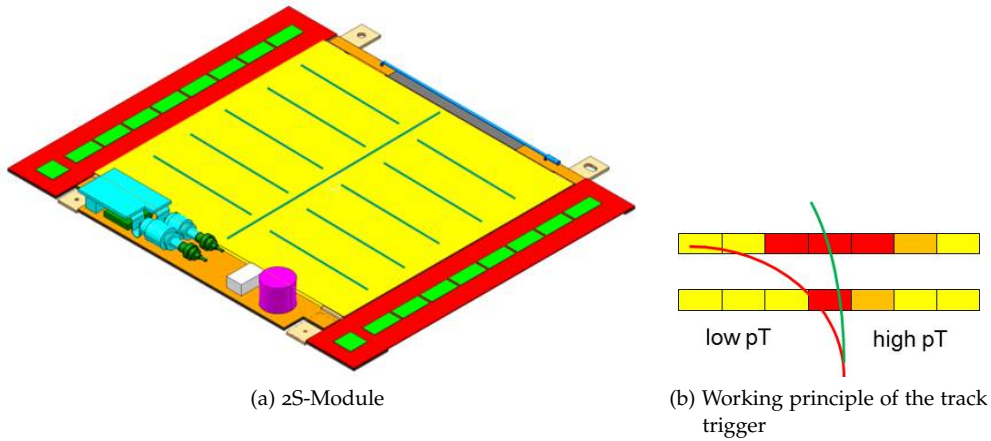 low pT
high pT
(a) 2S-Module
(b) Working principle of the track
trigger